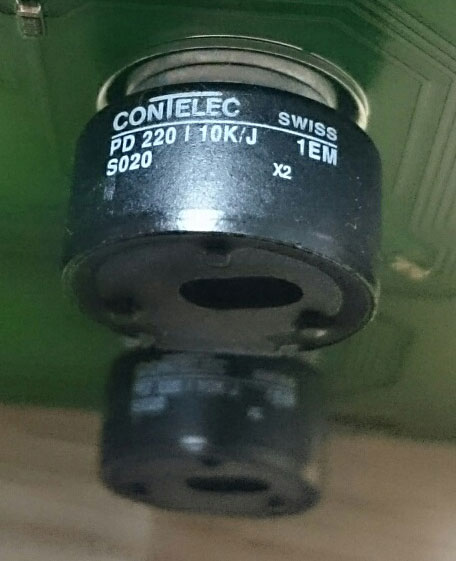 CONTELEC SWISS
PD 220 | 10K/J 1EM
S020 X2